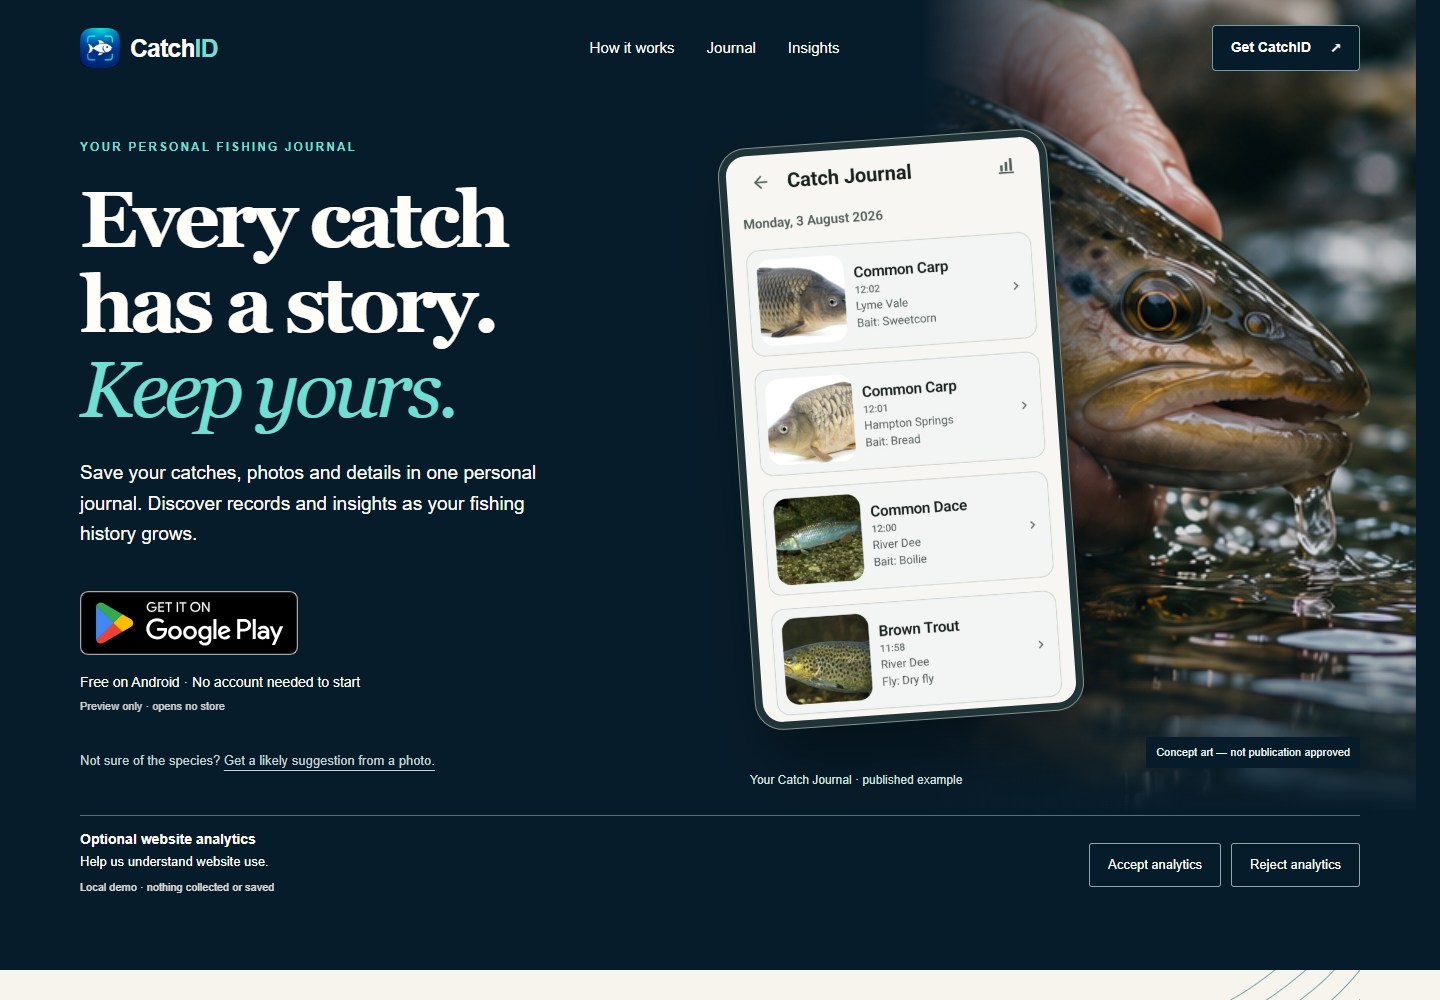 CatchID
How it works
Journal
Insights
Get CatchID ↗
YOUR PERSONAL FISHING JOURNAL
Every catch
has a story.
Keep yours.
Save your catches, photos and details in one personal
journal. Discover records and insights as your fishing
history grows.
GET IT ON
Google Play
Free on Android · No account needed to start
Preview only · opens no store
Not sure of the species? Get a likely suggestion from a photo.
Catch Journal
Monday, 3 August 2026
Common Carp
12:02
Lyme Vale
Bait: Sweetcorn
Common Carp
12:01
Hampton Springs
Bait: Bread
Common Dace
12:00
River Dee
Bait: Boilie
Brown Trout
11:58
River Dee
Fly: Dry fly
Concept art — not publication approved
Your Catch Journal · published example
Optional website analytics
Help us understand website use.
Local demo · nothing collected or saved
Accept analytics
Reject analytics